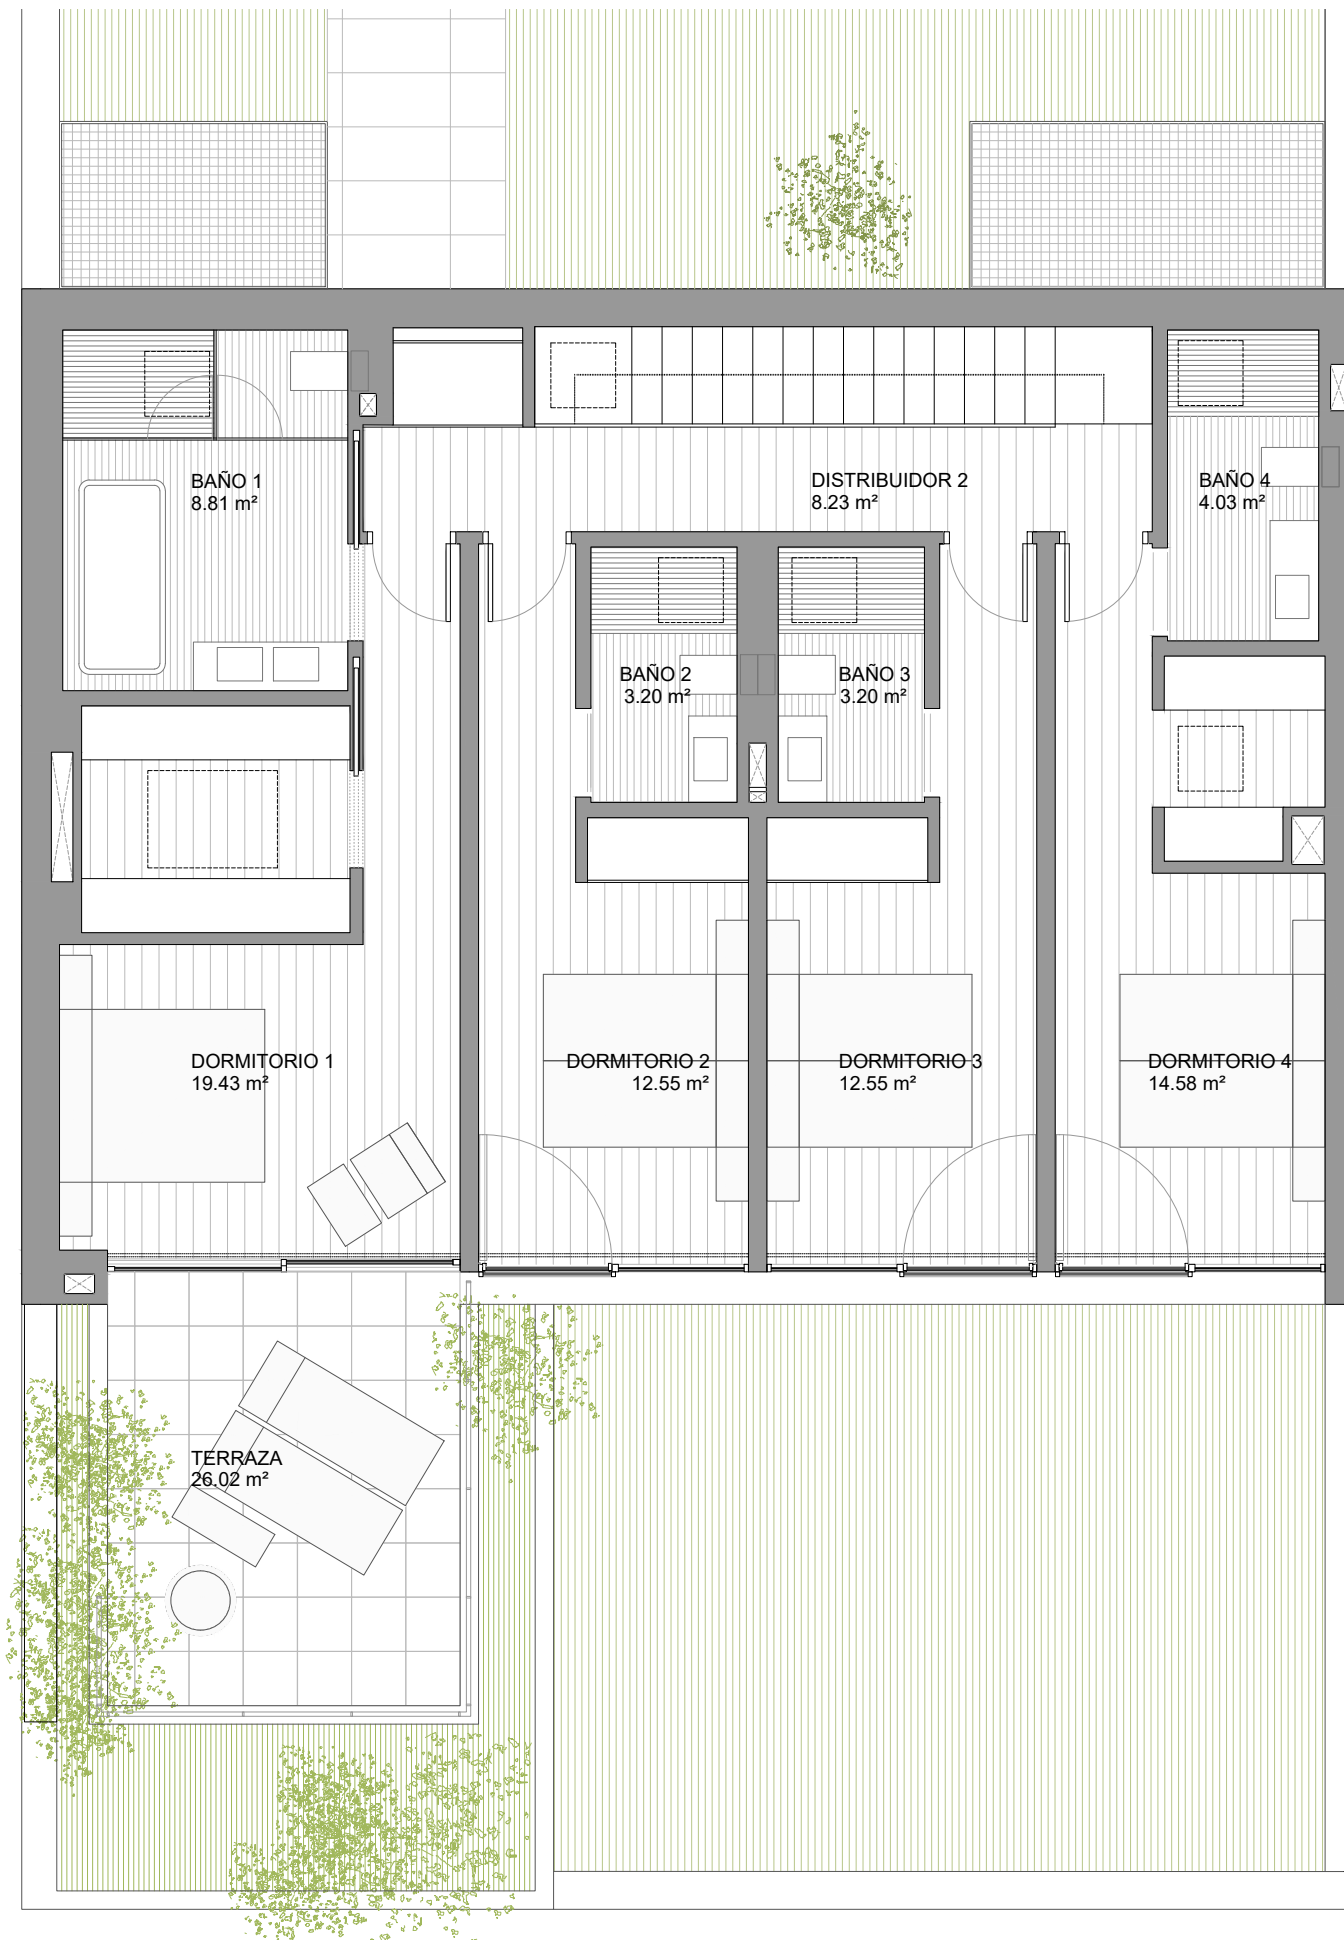 BAÑO 1
8.81 m²
DISTRIBUIDOR 2
8.23 m²
BAÑO 4
4.03 m²
BAÑO 2
3.20 m²
BAÑO 3
3.20 m²
DORMITORIO 1
19.43 m²
DORMITORIO 2
12.55 m²
DORMITORIO 3
12.55 m²
DORMITORIO 4
14.58 m²
TERRAZA
26.02 m²